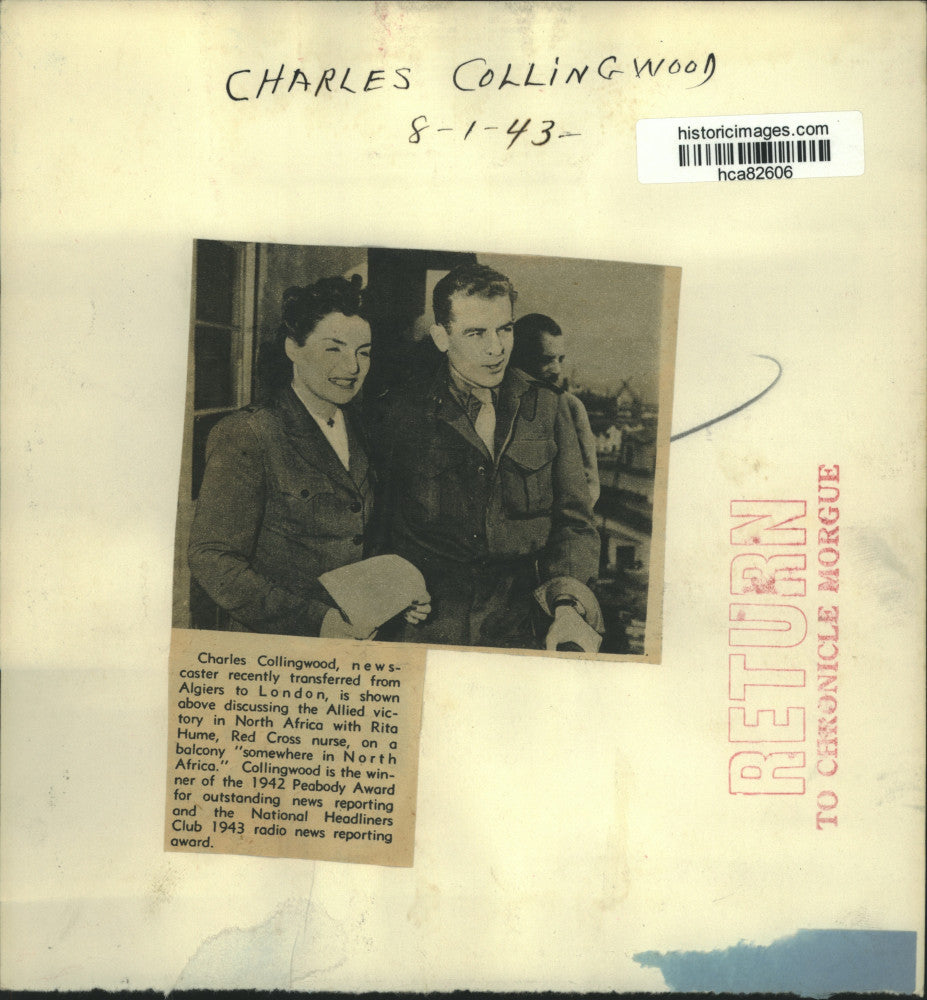 CHARLES COLLINGWOOD
8-1-43-
historicimages.com
hca82606
Charles Collingwood, news-
caster recently transferred from
Algiers to London, is shown
above discussing the Allied vic-
tory in North Africa with Rita
Hume, Red Cross nurse, on a
balcony "somewhere in North
Africa." Collingwood is the win-
ner of the 1942 Peabody Award
for outstanding news reporting
and the National Headliners
Club 1943 radio news reporting
award.
RETURN
TO CHRONICLE MORGUE